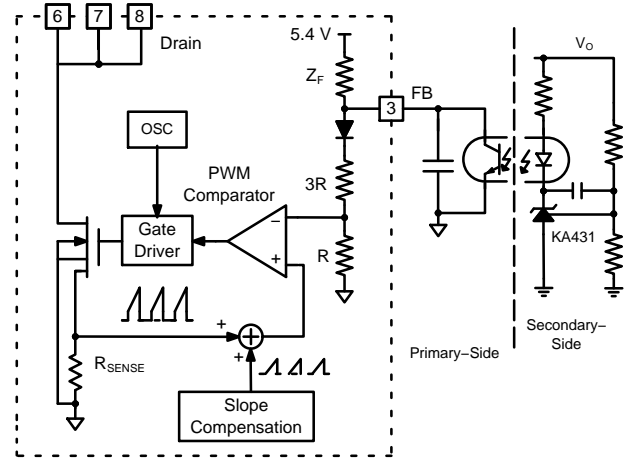 6 7 8
Drain
5.4 V
Z_F
3
FB
V_O
OSC
PWM
Comparator
3R
Gate
Driver
−
+
R
KA431
+
+
R_SENSE
Primary−Side
Secondary−
Side
Slope
Compensation